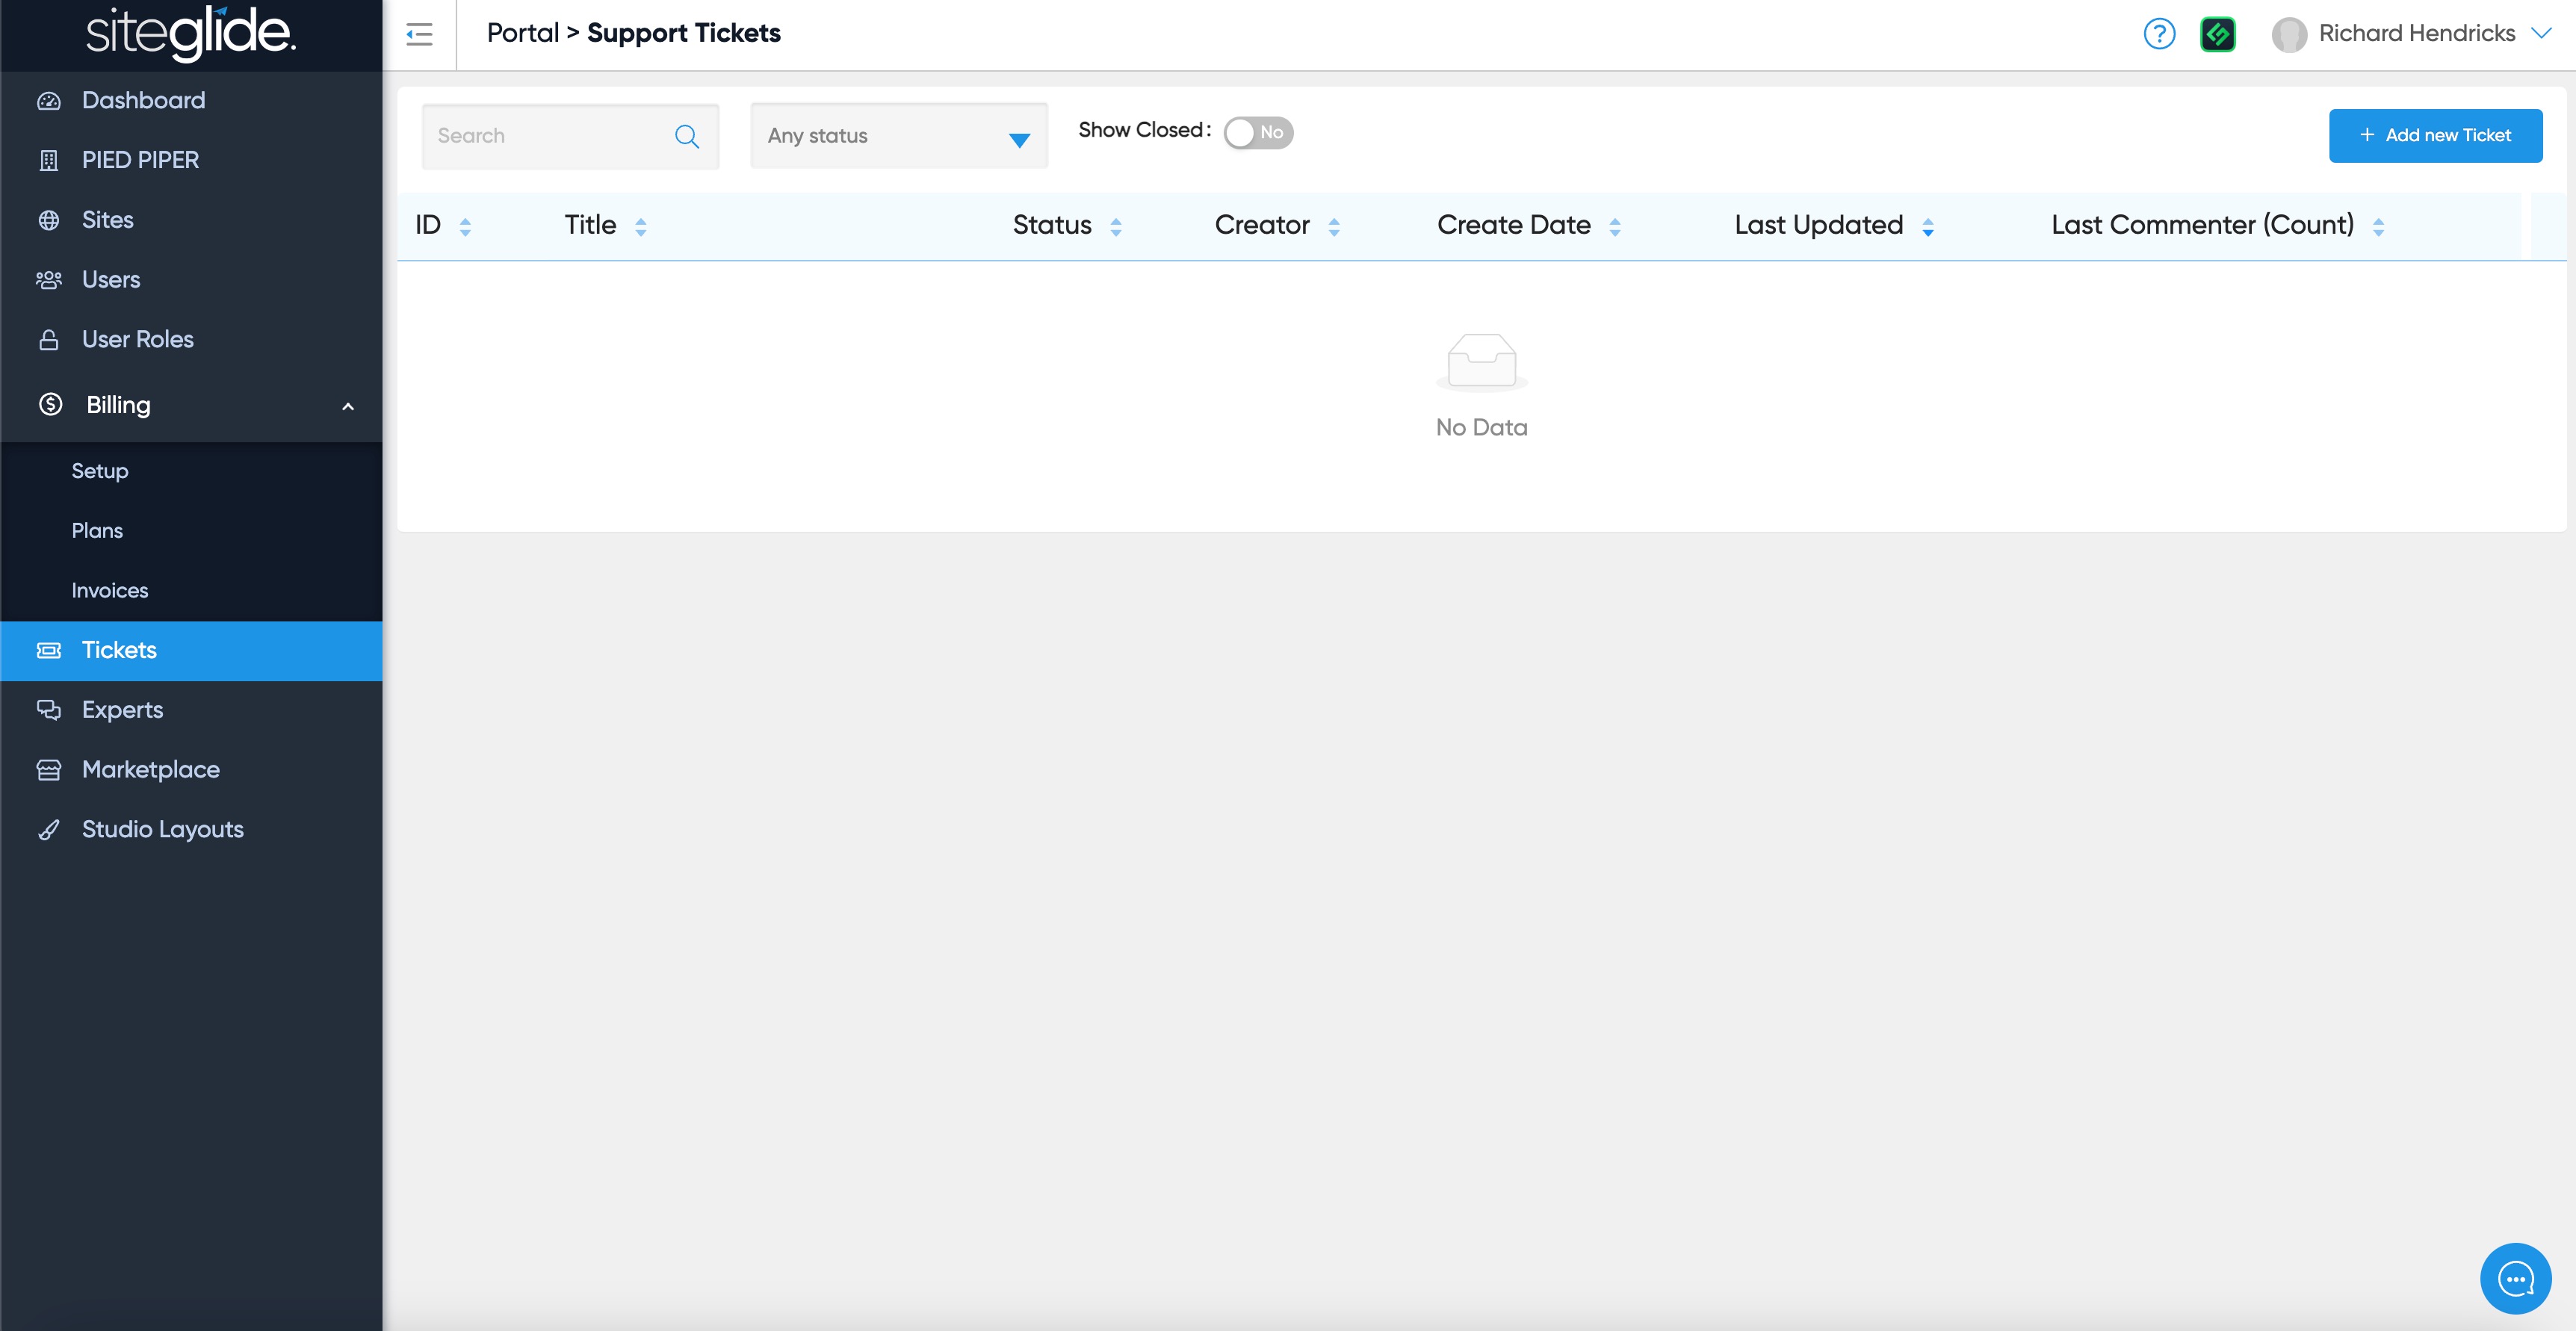 siteglide.
Portal > Support Tickets
Richard Hendricks
Dashboard
PIED PIPER
Sites
Users
User Roles
Billing
Setup
Plans
Invoices
Tickets
Experts
Marketplace
Studio Layouts
Search
Any status
Show Closed: No
+ Add new Ticket
ID Title Status Creator Create Date Last Updated Last Commenter (Count)
No Data